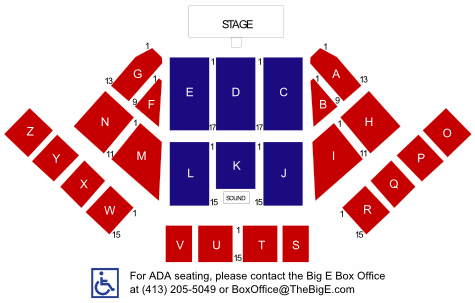 STAGE
1 1
G A
13 13
1 1 1 1 1
E D C
F B
9 9
N H
17 17
1 1
Z O
M I
11 11
Y P
1 1
K
L J
X Q
SOUND
W R
1 15 15 1
15 15
1
V U T S
15
For ADA seating, please contact the Big E Box Office
at (413) 205-5049 or BoxOffice@TheBigE.com